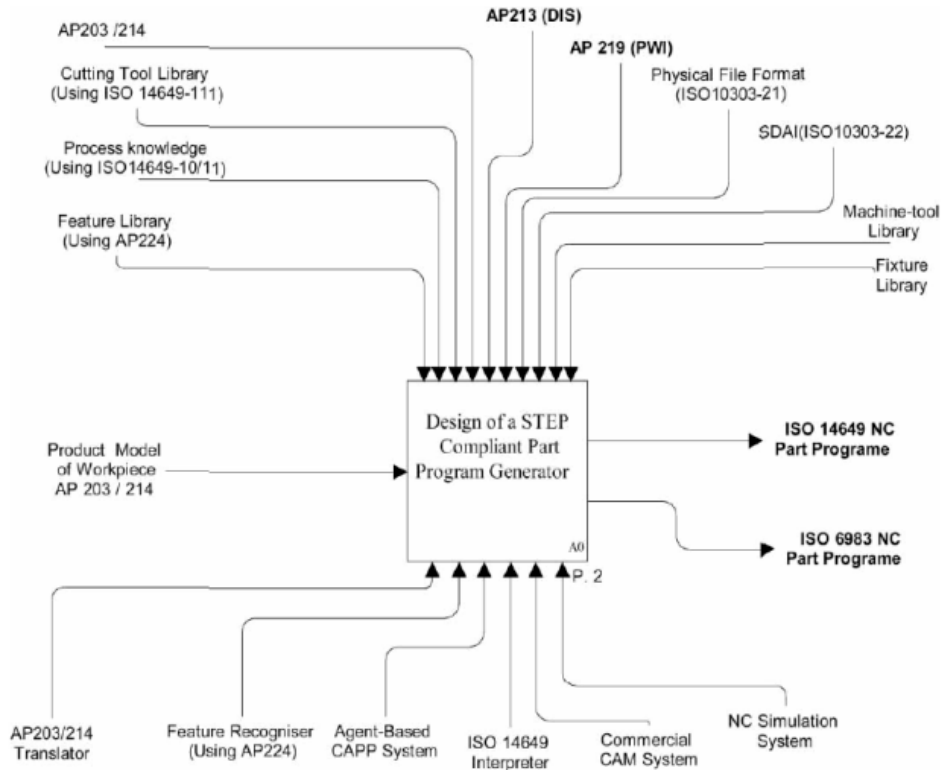 AP203 /214
Cutting Tool Library
(Using ISO 14649-111)
Process knowledge
(Using ISO14649-10/11)
Feature Library
(Using AP224)
AP213 (DIS)
AP 219 (PWI)
Physical File Format
(ISO10303-21)
SDAI(ISO10303-22)
Machine-tool
Library
Fixture
Library
Design of a STEP
Compliant Part
Program Generator
A0
P. 2
Product Model
of Workpiece
AP 203 / 214
ISO 14649 NC
Part Programe
ISO 6983 NC
Part Programe
AP203/214
Translator
Feature Recogniser
(Using AP224)
Agent-Based
CAPP System
ISO 14649
Interpreter
Commercial
CAM System
NC Simulation
System